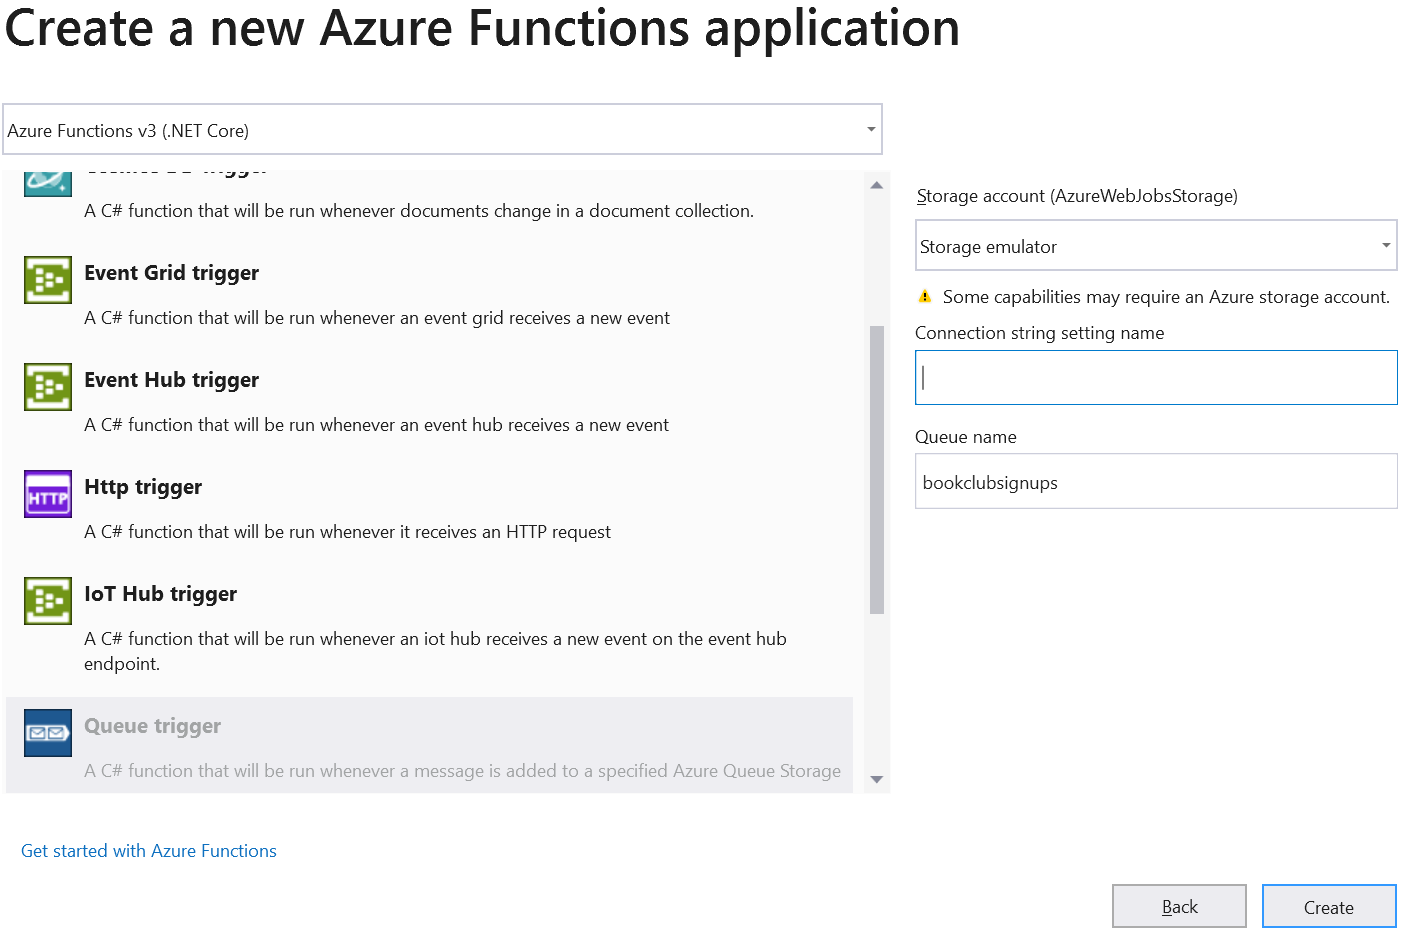 Create a new Azure Functions application
Azure Functions v3 (.NET Core)
A C# function that will be run whenever documents change in a document collection.
Event Grid trigger
A C# function that will be run whenever an event grid receives a new event
Event Hub trigger
A C# function that will be run whenever an event hub receives a new event
HTTP
Http trigger
A C# function that will be run whenever it receives an HTTP request
IoT Hub trigger
A C# function that will be run whenever an iot hub receives a new event on the event hub
endpoint.
Queue trigger
A C# function that will be run whenever a message is added to a specified Azure Queue Storage
Get started with Azure Functions
Storage account (AzureWebJobsStorage)
Storage emulator
Some capabilities may require an Azure storage account.
Connection string setting name
Queue name
bookclubsignups
Back
Create